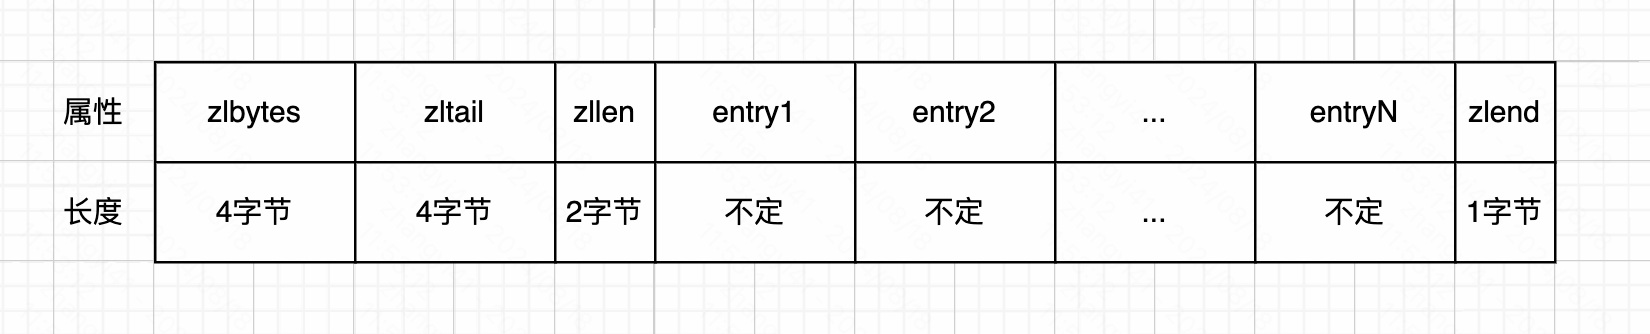 属性 zlbytes zltail zllen entry1 entry2 ... entryN zlend
长度 4字节 4字节 2字节 不定 不定 ... 不定 1字节